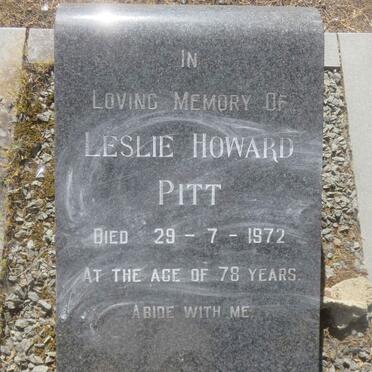 In
Loving Memory Of
Leslie Howard
Pitt
Died 29 - 7 - 1972
At the age of 78 years.
Abide with me.